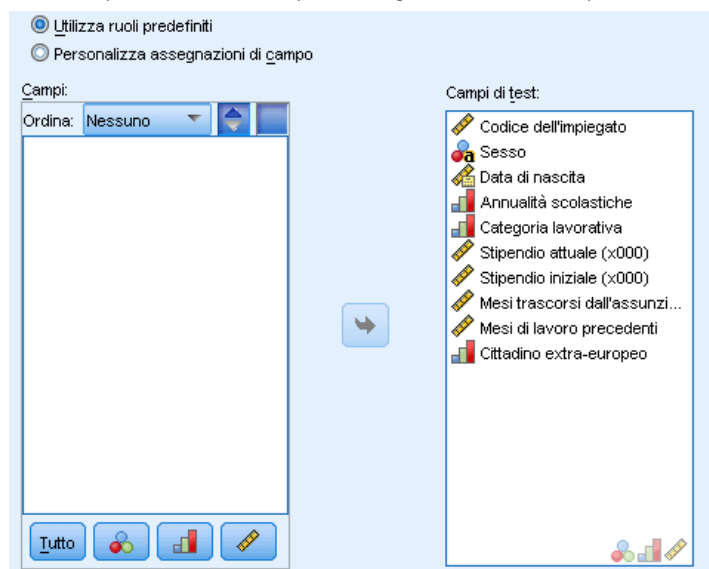 Utilizza ruoli predefiniti
Personalizza assegnazioni di campo
Campi:
Ordina: Nessuno
Tutto
Campi di test:
Codice dell'impiegato
a Sesso
Data di nascita
Annualità scolastiche
Categoria lavorativa
Stipendio attuale (x000)
Stipendio iniziale (x000)
Mesi trascorsi dall'assunzi...
Mesi di lavoro precedenti
Cittadino extra-europeo